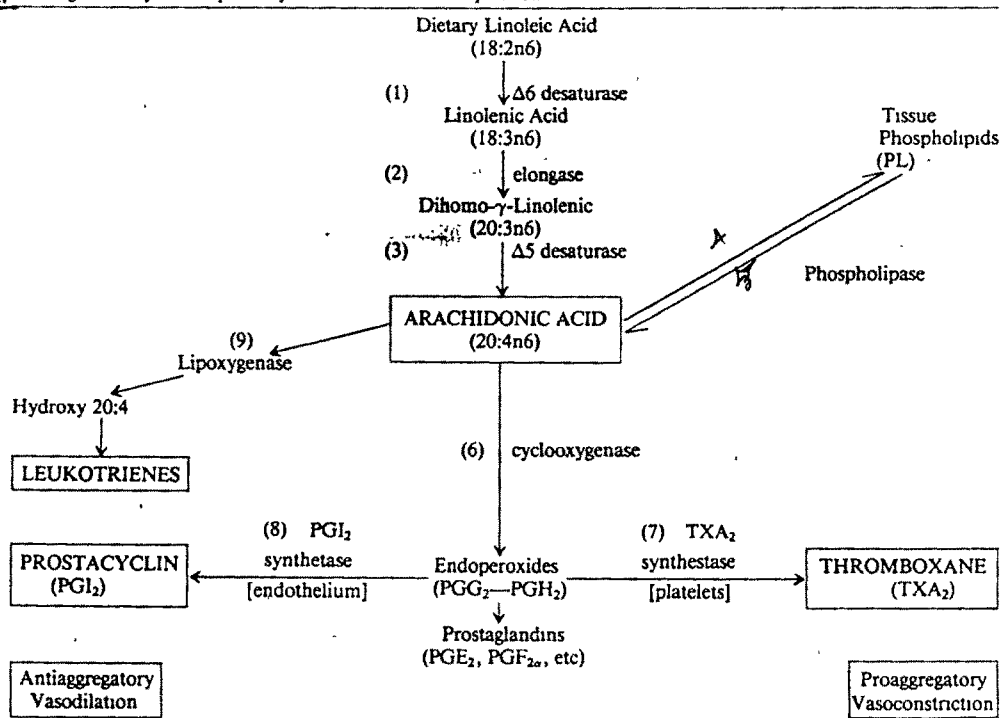 Dietary Linoleic Acid
(18:2n6)
(1) Δ6 desaturase
Linolenic Acid
(18:3n6)
(2) elongase
Dihomo-γ-Linolenic
(20:3n6)
(3) Δ5 desaturase
Tissue
Phospholipids
(PL)
A
B
Phospholipase
ARACHIDONIC ACID
(20:4n6)
(9)
Lipoxygenase
Hydroxy 20:4
LEUKOTRIENES
(6) cyclooxygenase
(8) PGI₂
synthetase
[endothelium]
(7) TXA₂
synthestase
[platelets]
PROSTACYCLIN
(PGI₂)
Endoperoxides
(PGG₂—PGH₂)
THROMBOXANE
(TXA₂)
Prostaglandins
(PGE₂, PGF₂α, etc)
Antiaggregatory
Vasodilation
Proaggregatory
Vasoconstriction